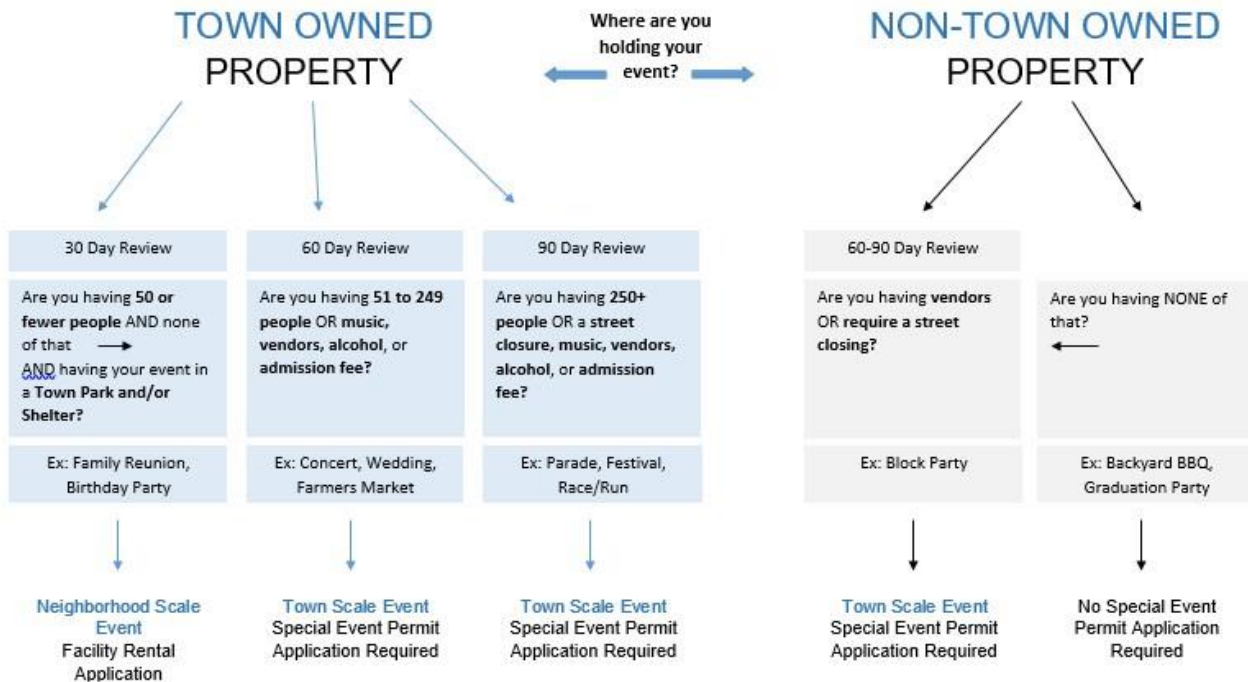 TOWN OWNED
PROPERTY
Where are you
holding your
event?
NON-TOWN OWNED
PROPERTY
30 Day Review
Are you having 50 or
fewer people AND none
of that
AND having your event in
a Town Park and/or
Shelter?
Ex: Family Reunion,
Birthday Party
Neighborhood Scale
Event
Facility Rental
Application
60 Day Review
Are you having 51 to 249
people OR music,
vendors, alcohol, or
admission fee?
Ex: Concert, Wedding,
Farmers Market
Town Scale Event
Special Event Permit
Application Required
90 Day Review
Are you having 250+
people OR a street
closure, music, vendors,
alcohol, or admission
fee?
Ex: Parade, Festival,
Race/Run
Town Scale Event
Special Event Permit
Application Required
60-90 Day Review
Are you having vendors
OR require a street
closing?
Ex: Block Party
Town Scale Event
Special Event Permit
Application Required
Are you having NONE of
that?
Ex: Backyard BBQ,
Graduation Party
No Special Event
Permit Application
Required